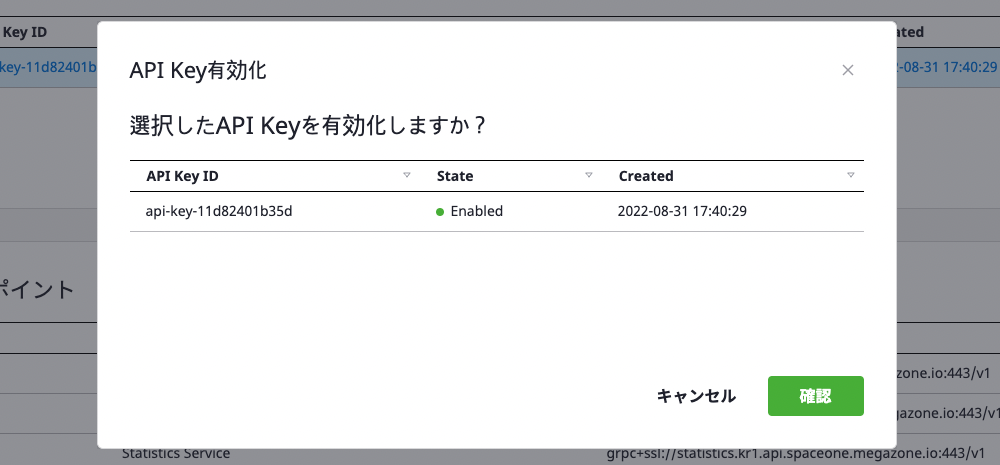 Key ID
API Key有効化
選択したAPI Keyを有効化しますか？
API Key ID State Created
key-11d82401b
-08-31 17:40:29
api-key-11d82401b35d Enabled 2022-08-31 17:40:29
ポイント
zone.io:443/v1
キャンセル 確認
gazone.io:443/v1
Statistics Service grpc+ssl://statistics.kr1.api.spaceone.megazone.io:443/v1